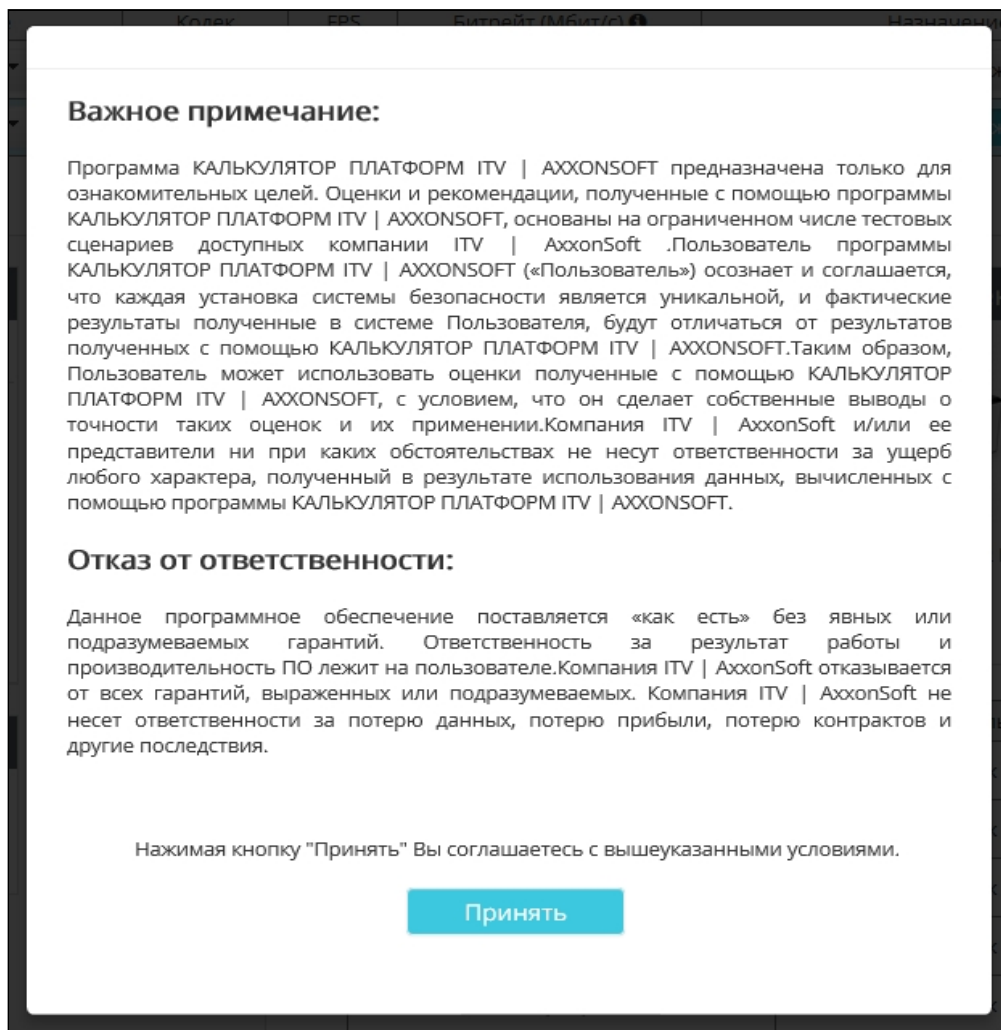 Кодек FPS Битрейт (Мбит/с) Назначение
Важное примечание:
Программа КАЛЬКУЛЯТОР ПЛАТФОРМ ITV | AXXONSOFT предназначена только для
ознакомительных целей. Оценки и рекомендации, полученные с помощью программы
КАЛЬКУЛЯТОР ПЛАТФОРМ ITV | AXXONSOFT, основаны на ограниченном числе тестовых
сценариев доступных компании ITV | AxxonSoft .Пользователь программы
КАЛЬКУЛЯТОР ПЛАТФОРМ ITV | AXXONSOFT («Пользователь») осознает и соглашается,
что каждая установка системы безопасности является уникальной, и фактические
результаты полученные в системе Пользователя, будут отличаться от результатов
полученных с помощью КАЛЬКУЛЯТОР ПЛАТФОРМ ITV | AXXONSOFT.Таким образом,
Пользователь может использовать оценки полученные с помощью КАЛЬКУЛЯТОР
ПЛАТФОРМ ITV | AXXONSOFT, с условием, что он сделает собственные выводы о
точности таких оценок и их применении.Компания ITV | AxxonSoft и/или ее
представители ни при каких обстоятельствах не несут ответственности за ущерб
любого характера, полученный в результате использования данных, вычисленных с
помощью программы КАЛЬКУЛЯТОР ПЛАТФОРМ ITV | AXXONSOFT.
Отказ от ответственности:
Данное программное обеспечение поставляется «как есть» без явных или
подразумеваемых гарантий. Ответственность за результат работы и
производительность ПО лежит на пользователе.Компания ITV | AxxonSoft отказывается
от всех гарантий, выраженных или подразумеваемых. Компания ITV | AxxonSoft не
несет ответственности за потерю данных, потерю прибыли, потерю контрактов и
другие последствия.
Нажимая кнопку "Принять" Вы соглашаетесь с вышеуказанными условиями.
Принять